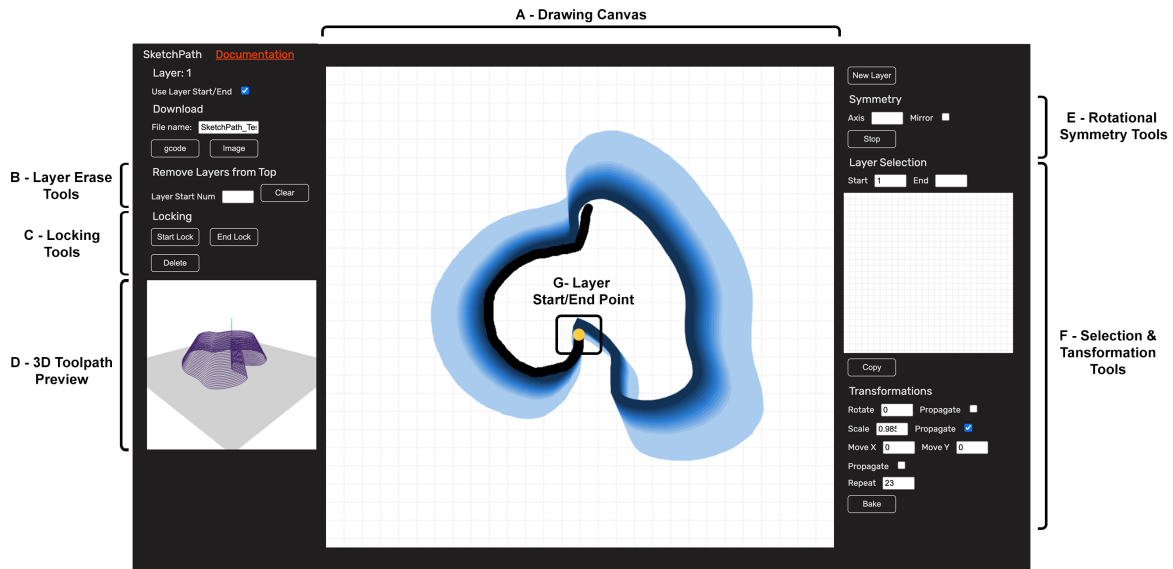 A - Drawing Canvas
SketchPath Documentation
Layer: 1
Use Layer Start/End
Download
File name: SketchPath_Te
gcode Image
Remove Layers from Top
Layer Start Num Clear
Locking
Start Lock End Lock
Delete
B - Layer Erase
Tools
C - Locking
Tools
D - 3D Toolpath
Preview
G- Layer
Start/End Point
New Layer
Symmetry
Axis Mirror
Stop
Layer Selection
Start 1 End
Copy
Transformations
Rotate 0 Propagate
Scale 0.985 Propagate
Move X 0 Move Y 0
Propagate
Repeat 23
Bake
E - Rotational
Symmetry Tools
F - Selection &
Tansformation
Tools